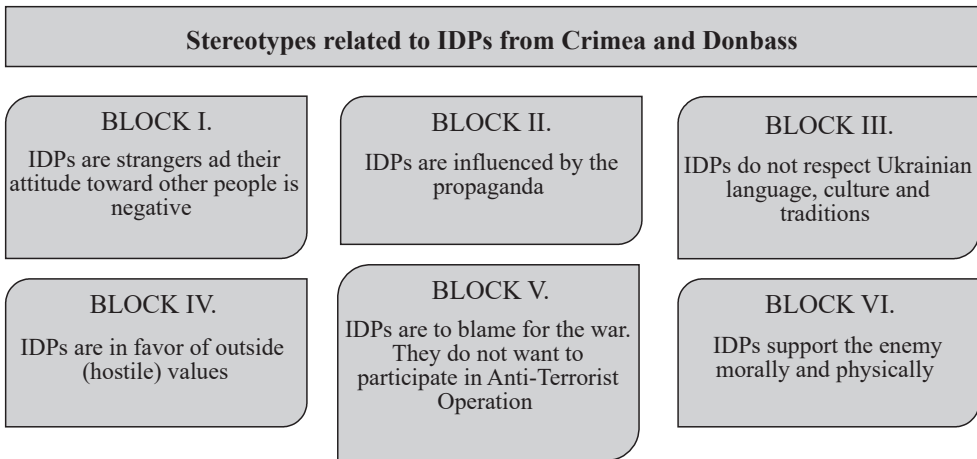 Stereotypes related to IDPs from Crimea and Donbass
BLOCK I.
IDPs are strangers ad their
attitude toward other people is
negative
BLOCK II.
IDPs are influenced by the
propaganda
BLOCK III.
IDPs do not respect Ukrainian
language, culture and
traditions
BLOCK IV.
IDPs are in favor of outside
(hostile) values
BLOCK V.
IDPs are to blame for the war.
They do not want to
participate in Anti-Terrorist
Operation
BLOCK VI.
IDPs support the enemy
morally and physically